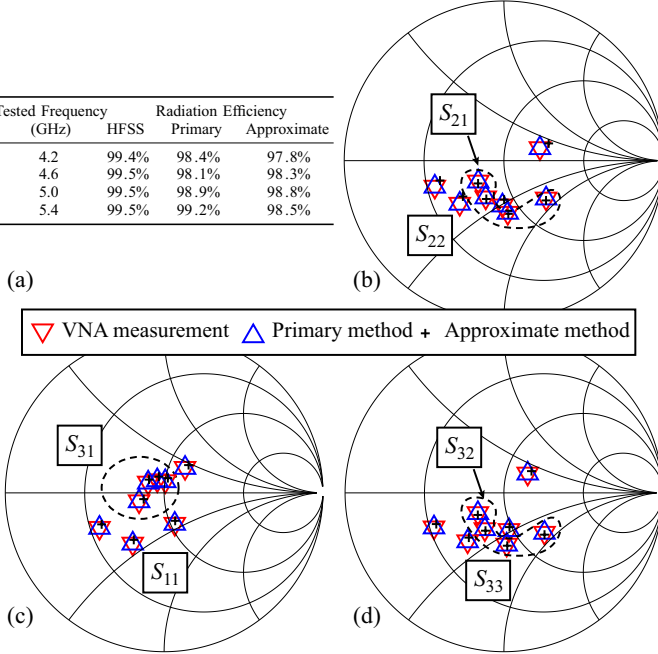 Tested Frequency Radiation Efficiency
(GHz) HFSS Primary Approximate
4.2 99.4% 98.4% 97.8%
4.6 99.5% 98.1% 98.3%
5.0 99.5% 98.9% 98.8%
5.4 99.5% 99.2% 98.5%
(a)
S21
S22
(b)
VNA measurement Primary method Approximate method
S31
S11
(c)
S32
S33
(d)